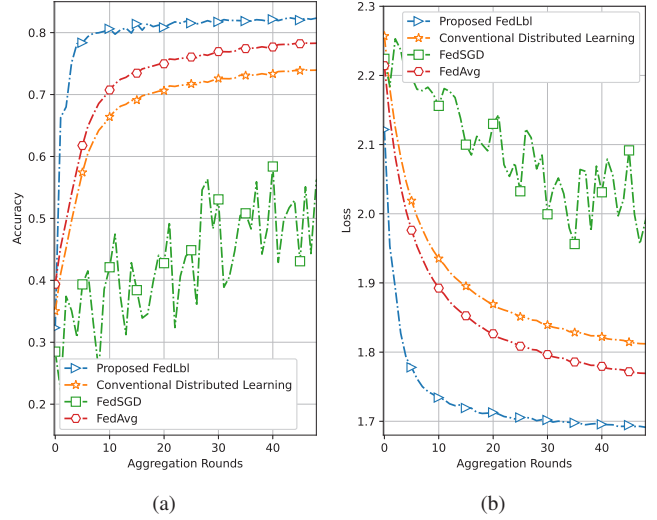 0.8
0.7
0.6
0.5
0.4
0.3
0.2
Accuracy
0 10 20 30 40
Aggregation Rounds
Proposed FedLbl
Conventional Distributed Learning
FedSGD
FedAvg
(a)
2.3
2.2
2.1
2.0
1.9
1.8
1.7
Loss
0 10 20 30 40
Aggregation Rounds
Proposed FedLbl
Conventional Distributed Learning
FedSGD
FedAvg
(b)